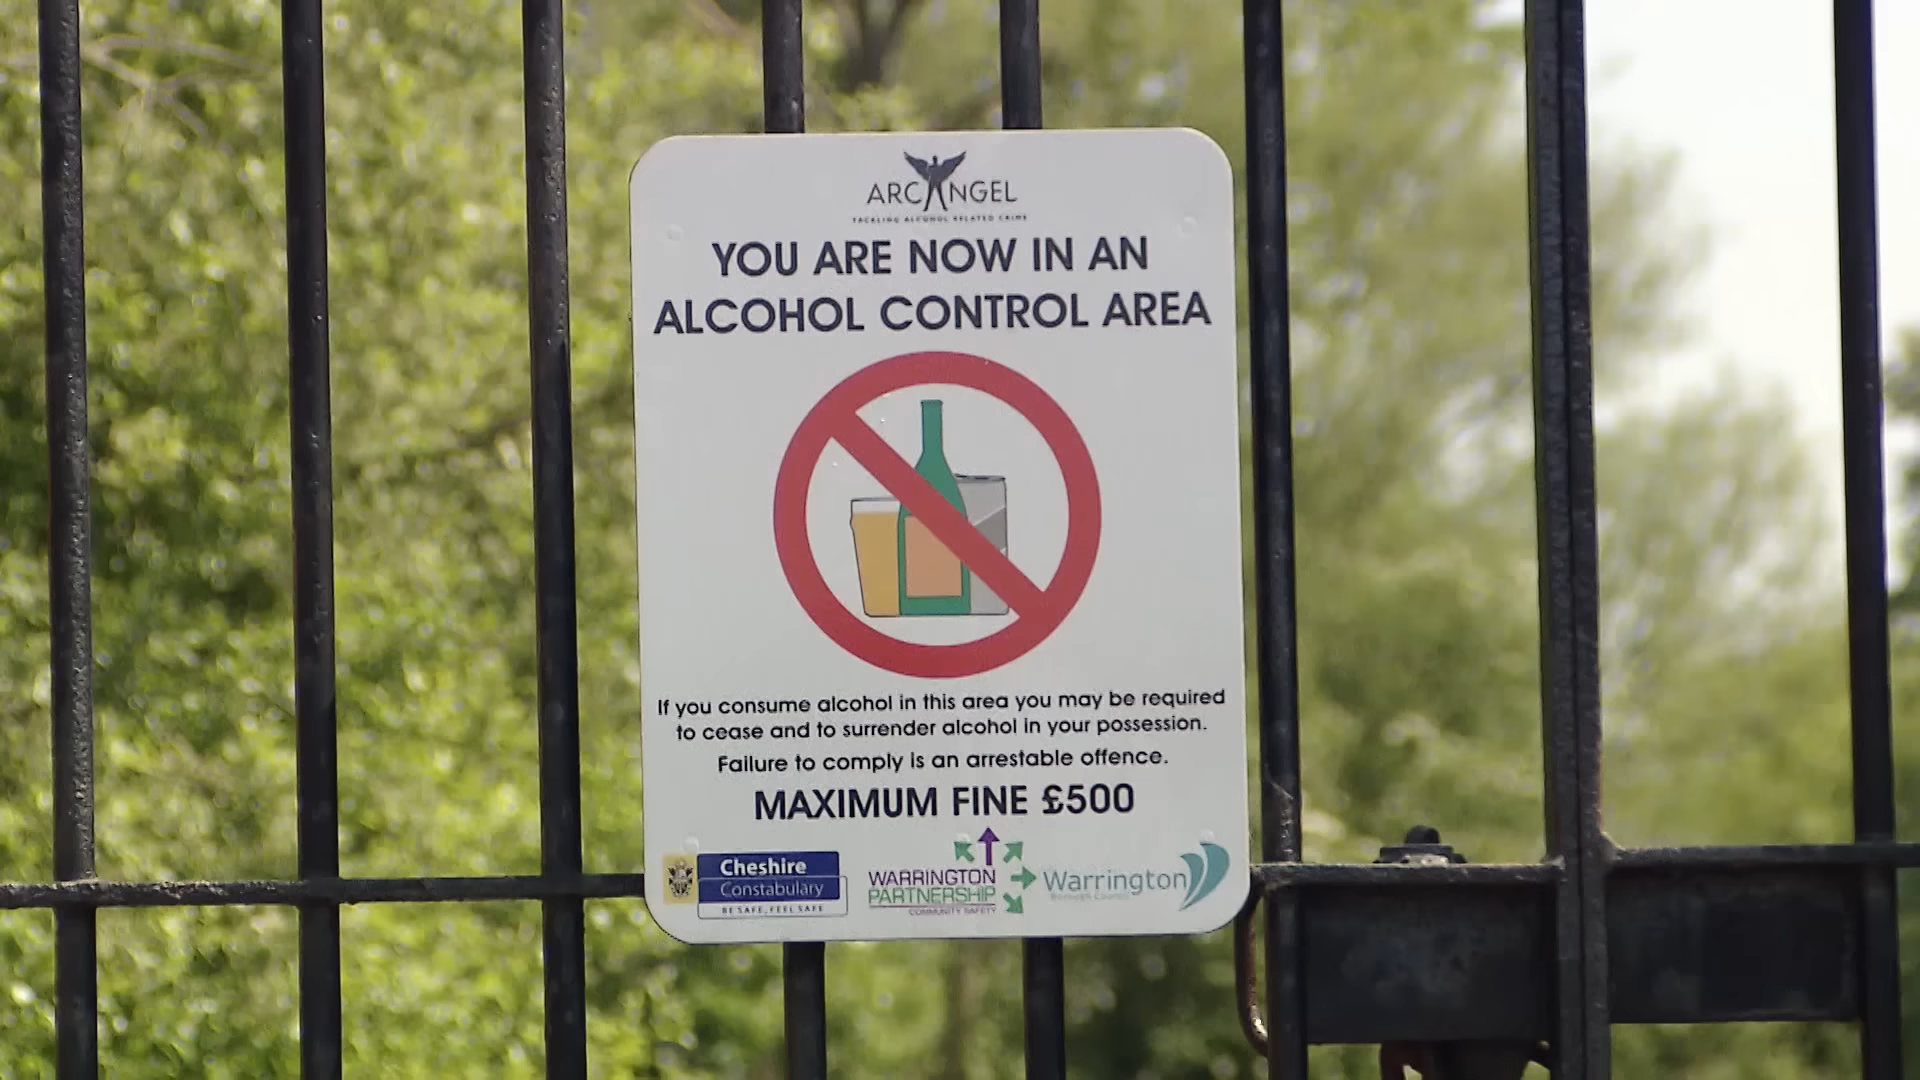 ARCANGEL
TACKLING ALCOHOL RELATED CRIME
YOU ARE NOW IN AN
ALCOHOL CONTROL AREA
If you consume alcohol in this area you may be required
to cease and to surrender alcohol in your possession.
Failure to comply is an arrestable offence.
MAXIMUM FINE £500
Cheshire
Constabulary
BE SAFE, FEEL SAFE
WARRINGTON
PARTNERSHIP
COMMUNITY SAFETY
Warrington
Borough Council